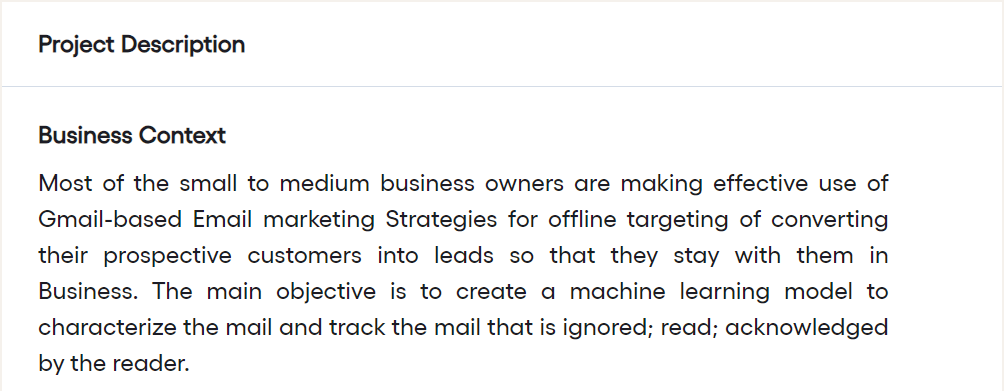 Project Description
Business Context
Most of the small to medium business owners are making effective use of
Gmail-based Email marketing Strategies for offline targeting of converting
their prospective customers into leads so that they stay with them in
Business. The main objective is to create a machine learning model to
characterize the mail and track the mail that is ignored; read; acknowledged
by the reader.